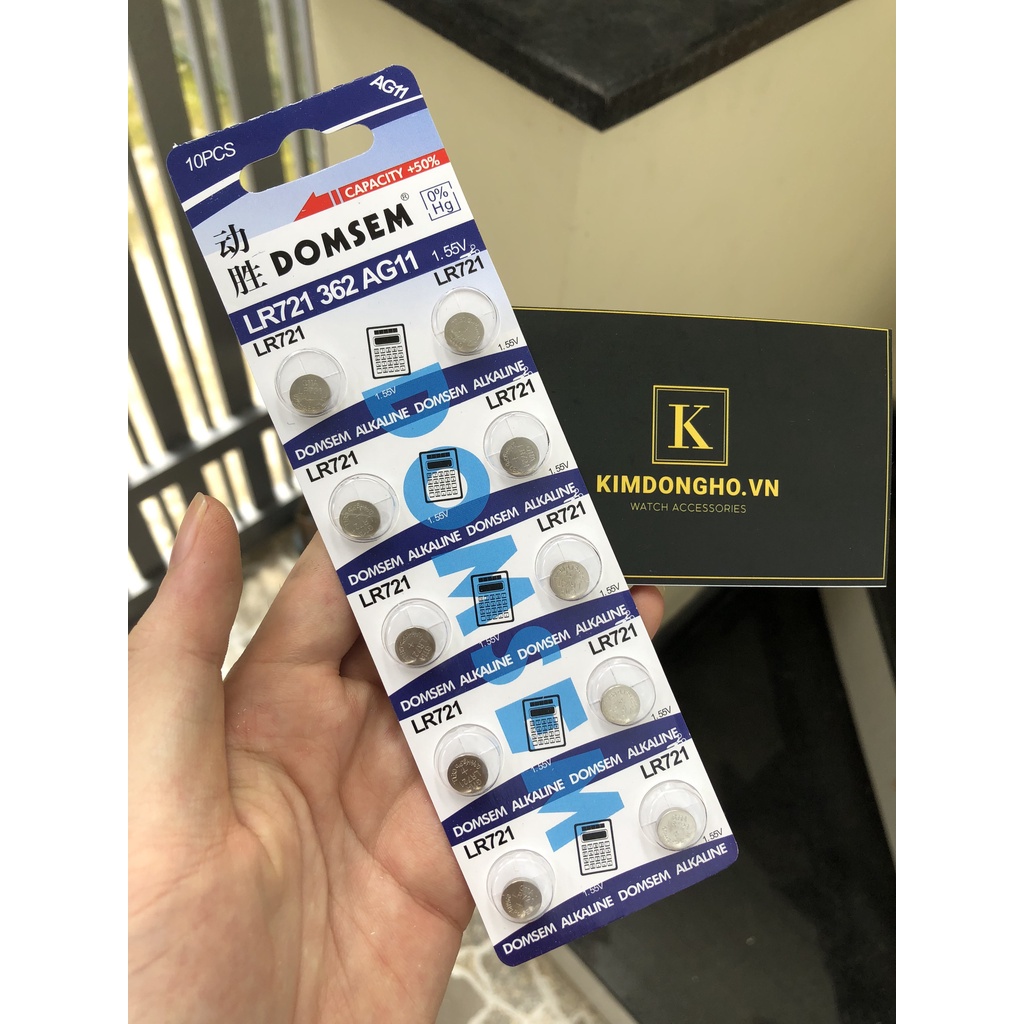 AG11
10PCS
CAPACITY +50%
0%
Hg
动胜
DOMSEM®
LR721 362 AG11 1.55V
LR721
LR721
1.55V
1.55V
DOMSEM ALKALINE DOMSEM ALKALINE
LR721
LR721
1.55V
1.55V
DOMSEM ALKALINE DOMSEM ALKALINE
LR721
LR721
1.55V
1.55V
DOMSEM ALKALINE DOMSEM ALKALINE
LR721
LR721
1.55V
1.55V
DOMSEM ALKALINE DOMSEM ALKALINE
LR721
LR721
1.55V
1.55V
DOMSEM ALKALINE DOMSEM ALKALINE
DOMSEM
K
KIMDONGHO.VN
WATCH ACCESSORIES